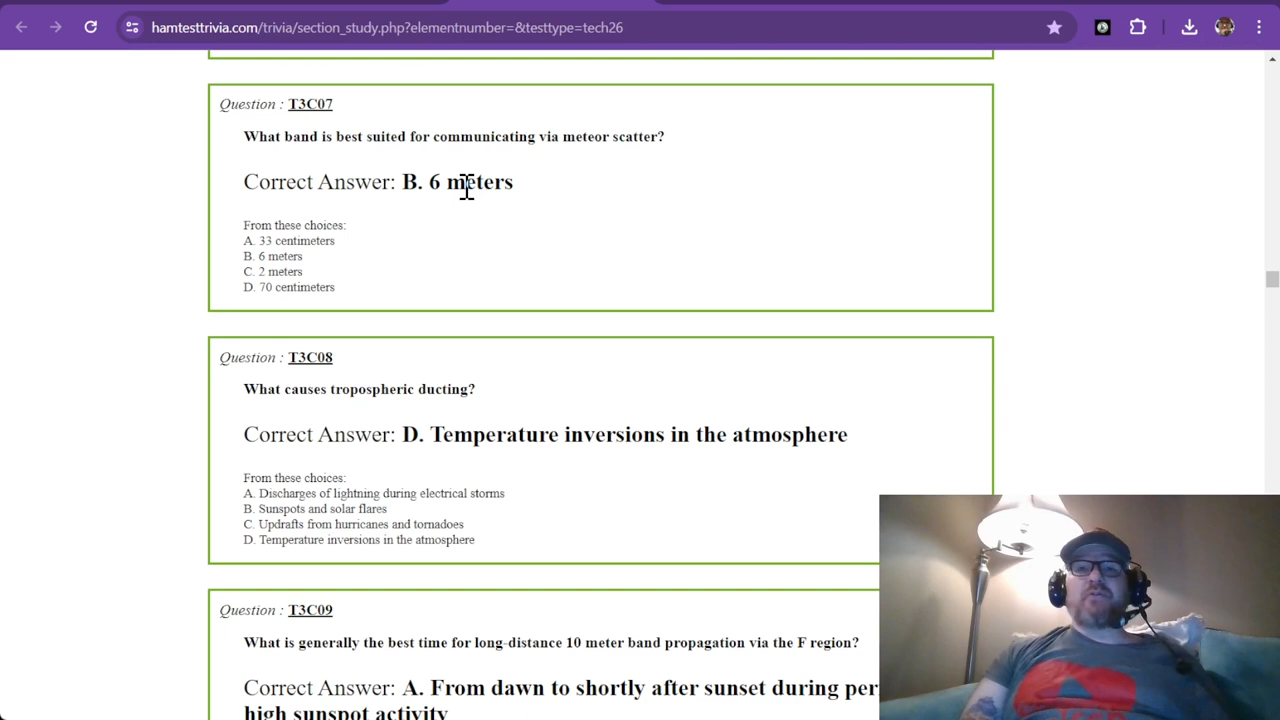 hamtesttrivia.com/trivia/section_study.php?elementnumber=&testtype=tech26
Question : T3C07
What band is best suited for communicating via meteor scatter?
Correct Answer: B. 6 meters
From these choices:
A. 33 centimeters
B. 6 meters
C. 2 meters
D. 70 centimeters
Question : T3C08
What causes tropospheric ducting?
Correct Answer: D. Temperature inversions in the atmosphere
From these choices:
A. Discharges of lightning during electrical storms
B. Sunspots and solar flares
C. Updrafts from hurricanes and tornadoes
D. Temperature inversions in the atmosphere
Question : T3C09
What is generally the best time for long-distance 10 meter band propagation via the F region?
Correct Answer: A. From dawn to shortly after sunset during per
high sunspot activity